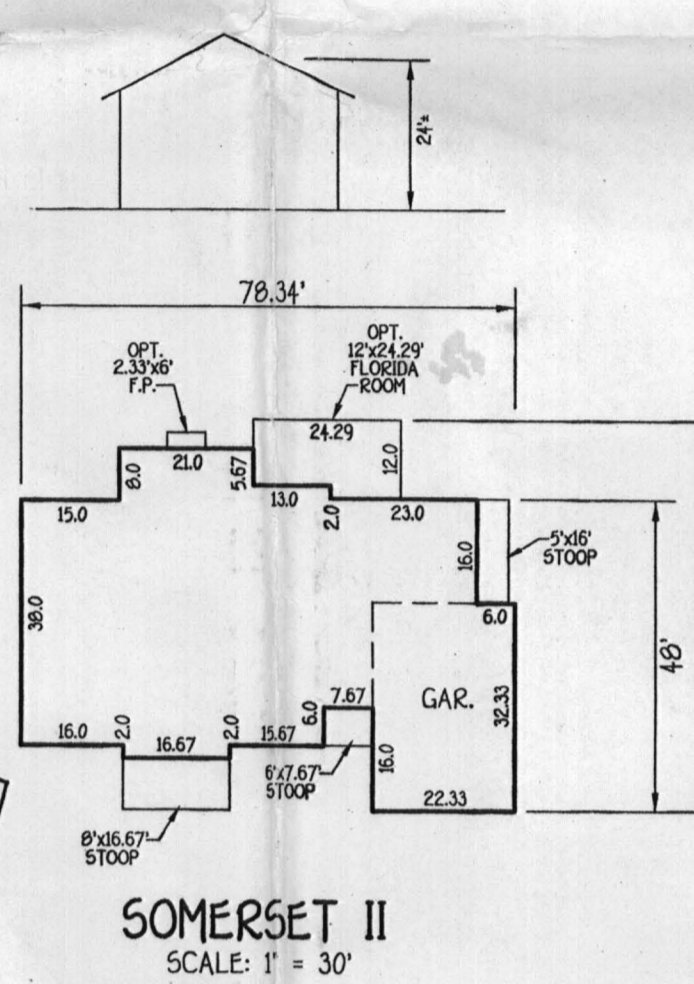 24'±
78.34'
OPT.
2.33'x6'
F.P.
OPT.
12'x24.29'
FLORIDA
ROOM
24.29
21.0
8.0
5.67
12.0
15.0
13.0
2.0
23.0
5'x16'
STOOP
16.0
6.0
38.0
48'
7.67
GAR.
32.33
16.0
2.0
16.67
2.0
15.67
6.0
6'x7.67'
STOOP
16.0
22.33
8'x16.67'
STOOP
SOMERSET II
SCALE: 1" = 30'